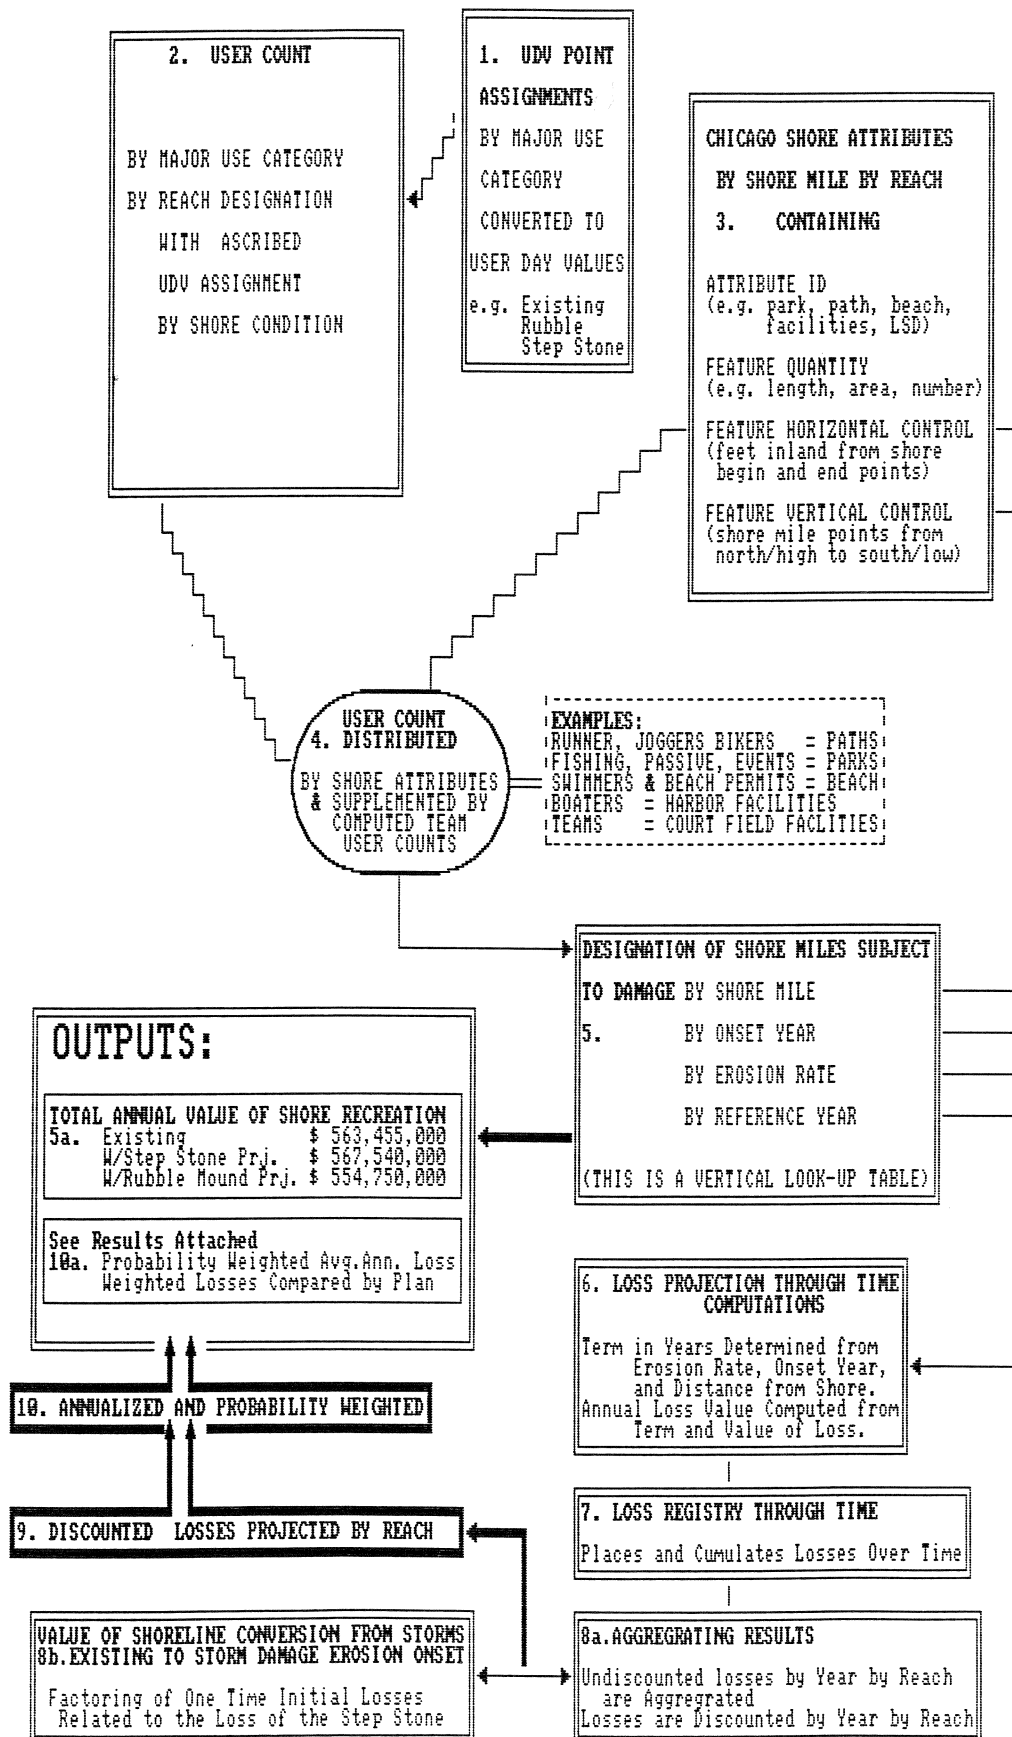 2. USER COUNT
BY MAJOR USE CATEGORY
BY REACH DESIGNATION
WITH ASCRIBED
UDV ASSIGNMENT
BY SHORE CONDITION
1. UDV POINT
ASSIGNMENTS
BY MAJOR USE
CATEGORY
CONVERTED TO
USER DAY VALUES
e.g. Existing
Rubble
Step Stone
CHICAGO SHORE ATTRIBUTES
BY SHORE MILE BY REACH
3. CONTAINING
ATTRIBUTE ID
(e.g. park, path, beach,
facilities, LSD)
FEATURE QUANTITY
(e.g. length, area, number)
FEATURE HORIZONTAL CONTROL
(feet inland from shore
begin and end points)
FEATURE VERTICAL CONTROL
(shore mile points from
north/high to south/low)
USER COUNT
4. DISTRIBUTED
BY SHORE ATTRIBUTES
& SUPPLEMENTED BY
COMPUTED TEAM
USER COUNTS
EXAMPLES:
RUNNER, JOGGERS BIKERS = PATHS
FISHING, PASSIVE, EVENTS = PARKS
SWIMMERS & BEACH PERMITS = BEACH
BOATERS = HARBOR FACILITIES
TEAMS = COURT FIELD FACLITIES
DESIGNATION OF SHORE MILES SUBJECT
TO DAMAGE BY SHORE MILE
5. BY ONSET YEAR
BY EROSION RATE
BY REFERENCE YEAR
(THIS IS A VERTICAL LOOK-UP TABLE)
OUTPUTS:
TOTAL ANNUAL VALUE OF SHORE RECREATION
5a. Existing $ 563,455,000
W/Step Stone Prj. $ 567,540,000
W/Rubble Mound Prj. $ 554,750,000
See Results Attached
10a. Probability Weighted Avg.Ann. Loss
Weighted Losses Compared by Plan
6. LOSS PROJECTION THROUGH TIME
COMPUTATIONS
Term in Years Determined from
Erosion Rate, Onset Year,
and Distance from Shore.
Annual Loss Value Computed from
Term and Value of Loss.
10. ANNUALIZED AND PROBABILITY WEIGHTED
7. LOSS REGISTRY THROUGH TIME
Places and Cumulates Losses Over Time
9. DISCOUNTED LOSSES PROJECTED BY REACH
VALUE OF SHORELINE CONVERSION FROM STORMS
8b.EXISTING TO STORM DAMAGE EROSION ONSET
Factoring of One Time Initial Losses
Related to the Loss of the Step Stone
8a.AGGREGRATING RESULTS
Undiscounted losses by Year by Reach
are Aggregrated
Losses are Discounted by Year by Reach